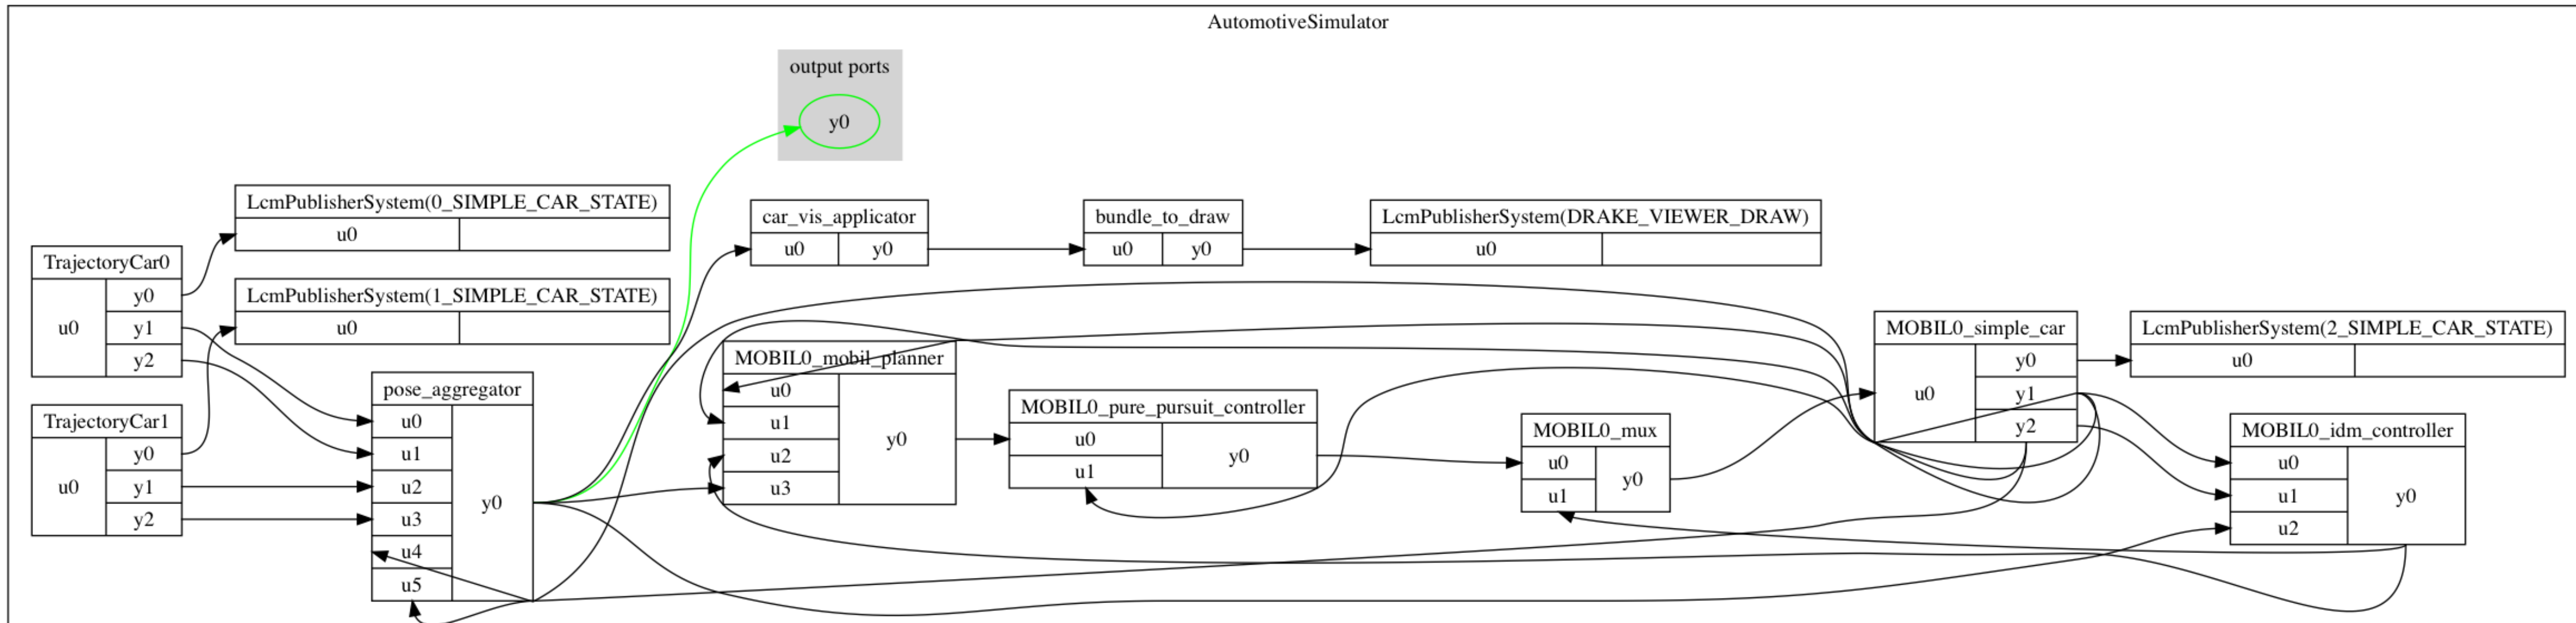 AutomotiveSimulator
output ports
y0
LcmPublisherSystem(0_SIMPLE_CAR_STATE)
u0
TrajectoryCar0
u0
y0
y1
y2
LcmPublisherSystem(1_SIMPLE_CAR_STATE)
u0
TrajectoryCar1
u0
y0
y1
y2
pose_aggregator
u0
u1
u2
u3
u4
u5
y0
car_vis_applicator
u0 y0
bundle_to_draw
u0 y0
LcmPublisherSystem(DRAKE_VIEWER_DRAW)
u0
MOBIL0_mobil_planner
u0
u1
u2
u3
y0
MOBIL0_pure_pursuit_controller
u0
u1
y0
MOBIL0_mux
u0
u1
y0
MOBIL0_simple_car
u0
y0
y1
y2
LcmPublisherSystem(2_SIMPLE_CAR_STATE)
u0
MOBIL0_idm_controller
u0
u1
u2
y0